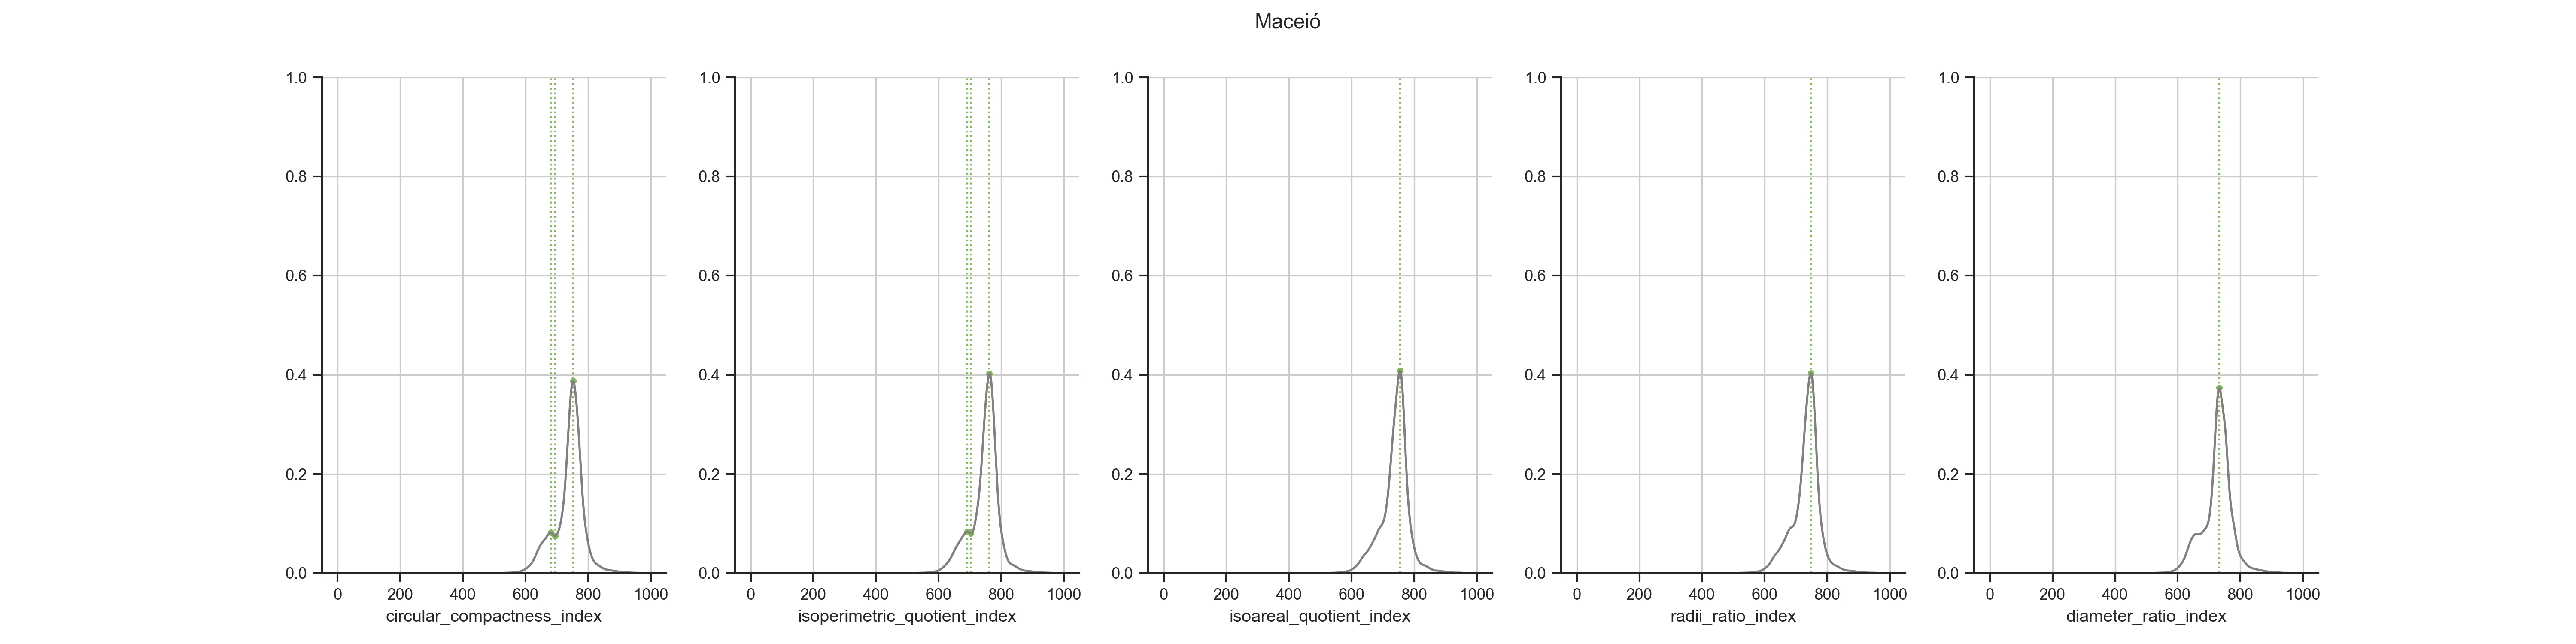 Maceió
1.0 1.0 1.0 1.0 1.0
0.8 0.8 0.8 0.8 0.8
0.6 0.6 0.6 0.6 0.6
0.4 0.4 0.4 0.4 0.4
0.2 0.2 0.2 0.2 0.2
0.0 0.0 0.0 0.0 0.0
0 200 400 600 800 1000 0 200 400 600 800 1000 0 200 400 600 800 1000 0 200 400 600 800 1000 0 200 400 600 800 1000
circular_compactness_index isoperimetric_quotient_index isoareal_quotient_index radii_ratio_index diameter_ratio_index